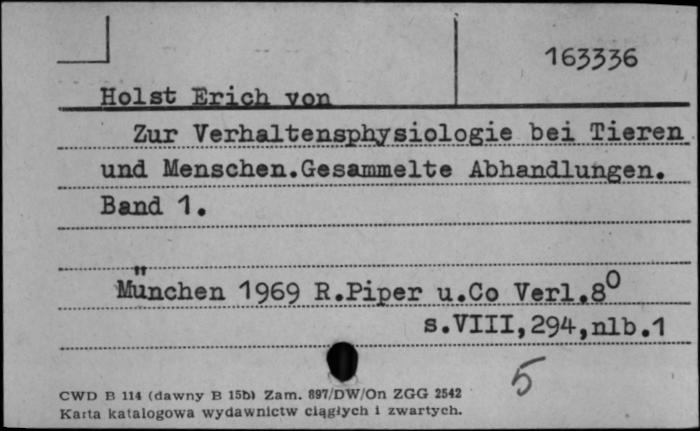 163336
Holst Erich von
Zur Verhaltensphysiologie bei Tieren
und Menschen.Gesammelte Abhandlungen.
Band 1.
München 1969 R.Piper u.Co Verl.8⁰
s.VIII,294,nlb.1
5
CWD B 114 (dawny B 15b) Zam. 897/DW/On ZGG 2542
Karta katalogowa wydawnictw ciągłych i zwartych.